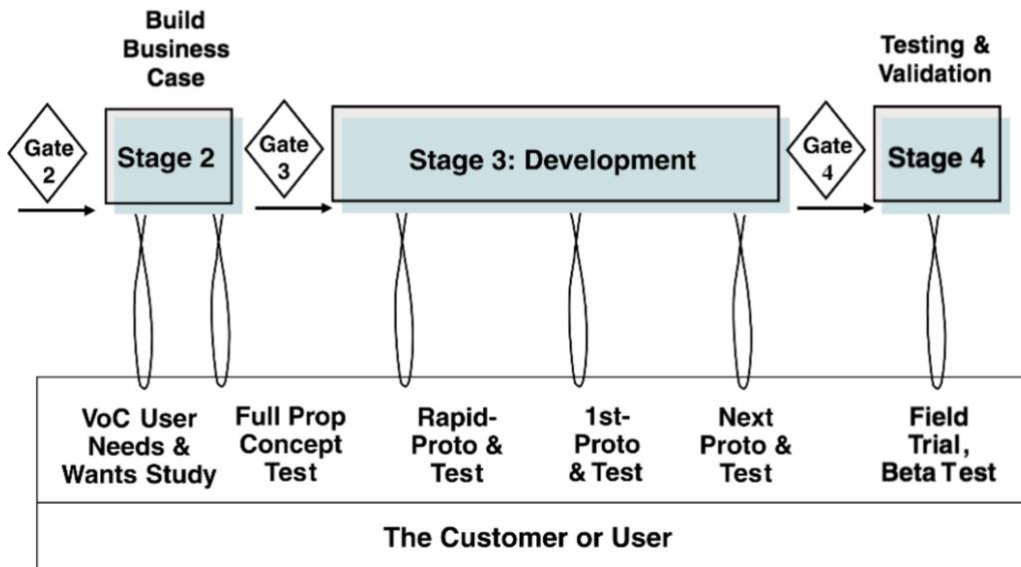 Build
Business
Case
Testing &
Validation
Gate
2
Stage 2
Gate
3
Stage 3: Development
Gate
4
Stage 4
VoC User
Needs &
Wants Study
Full Prop
Concept
Test
Rapid-
Proto &
Test
1st-
Proto
& Test
Next
Proto &
Test
Field
Trial,
Beta Test
The Customer or User